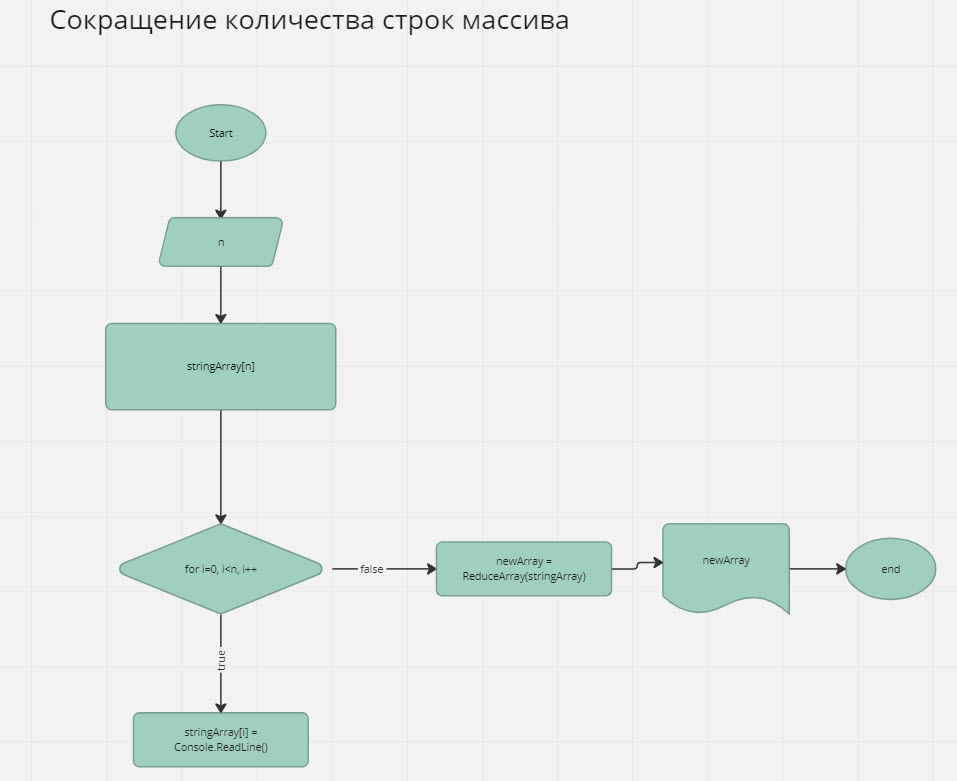 Сокращение количества строк массива
Start
n
stringArray[n]
for i=0, i<n, i++
false
newArray =
ReduceArray(stringArray)
newArray
end
true
stringArray[i] =
Console.ReadLine()